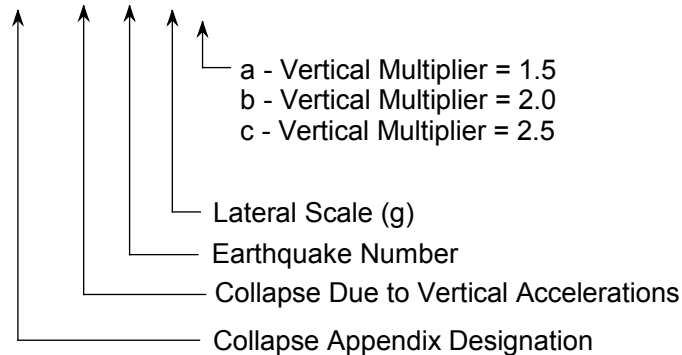 a - Vertical Multiplier = 1.5
b - Vertical Multiplier = 2.0
c - Vertical Multiplier = 2.5
Lateral Scale (g)
Earthquake Number
Collapse Due to Vertical Accelerations
Collapse Appendix Designation